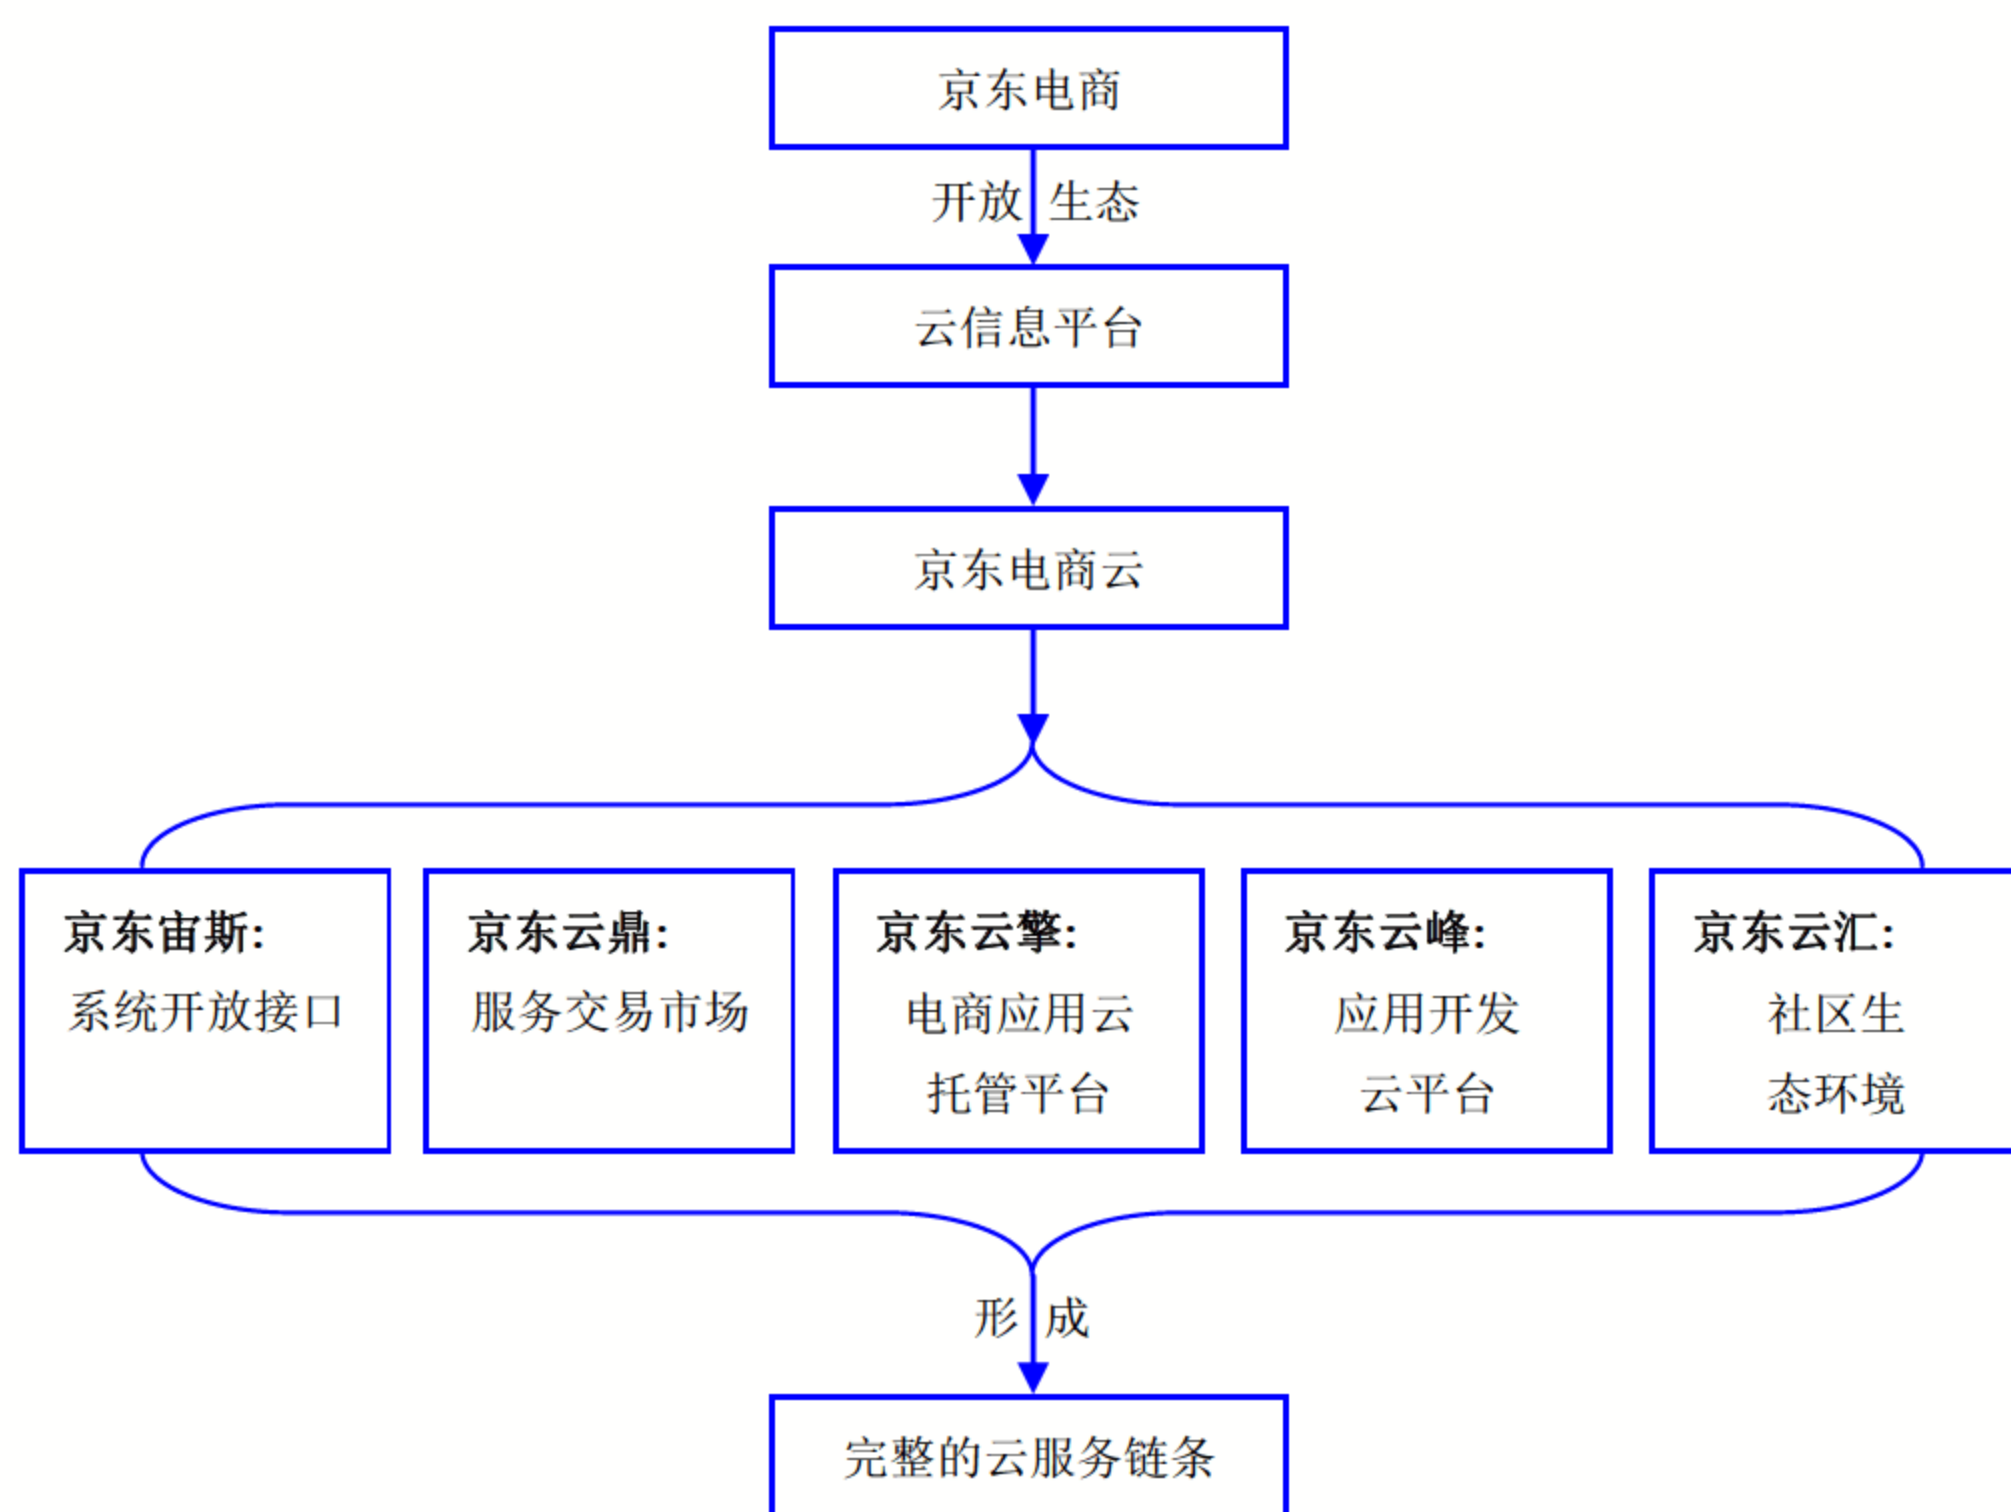 京东电商
开放 生态
云信息平台
京东电商云
京东宙斯:
系统开放接口
京东云鼎:
服务交易市场
京东云擎:
电商应用云
托管平台
京东云峰:
应用开发
云平台
京东云汇:
社区生
态环境
形 成
完整的云服务链条